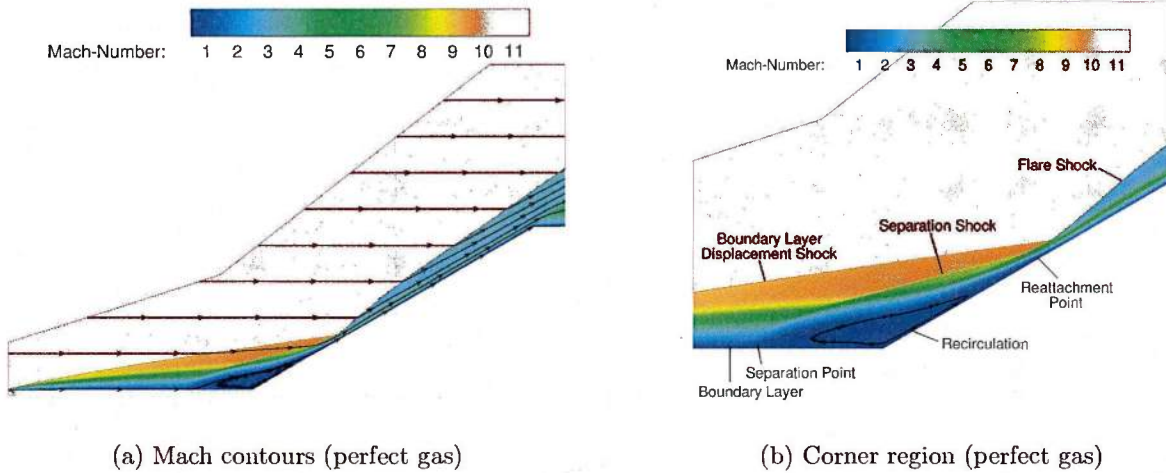 Mach-Number: 1 2 3 4 5 6 7 8 9 10 11
Mach-Number: 1 2 3 4 5 6 7 8 9 10 11
Flare Shock
Separation Shock
Boundary Layer
Displacement Shock
Reattachment
Point
Recirculation
Separation Point
Boundary Layer
(a) Mach contours (perfect gas)
(b) Corner region (perfect gas)